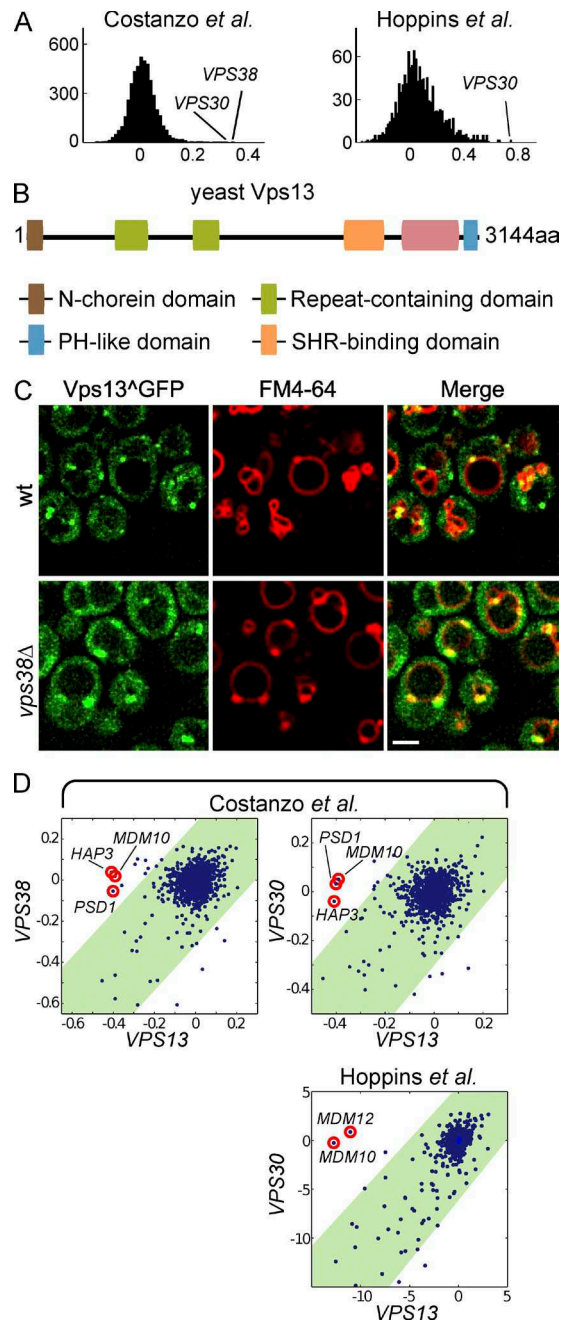 A
Costanzo et al.
Hoppins et al.
600
300
0
VPS38
VPS30
0 0.2 0.4
60
30
0
VPS30
0 0.4 0.8
B
yeast Vps13
1 3144aa
N-chorein domain Repeat-containing domain
PH-like domain SHR-binding domain
C
Vps13^GFP FM4-64 Merge
wt
vps38Δ
D
Costanzo et al.
0.2
0
-0.2
-0.4
-0.6
VPS38
HAP3
MDM10
PSD1
-0.6 -0.4 -0.2 0 0.2
VPS13
0.2
0
-0.2
-0.4
VPS30
PSD1
MDM10
HAP3
-0.4 -0.2 0 0.2
VPS13
Hoppins et al.
5
0
-5
-10
VPS30
MDM12
MDM10
-10 -5 0 5
VPS13